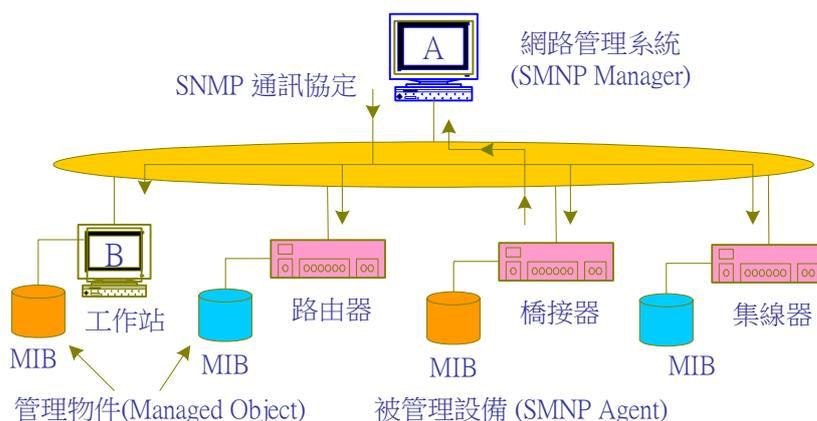 A
網路管理系統
(SMNP Manager)
SNMP 通訊協定
B
工作站
路由器
橋接器
集線器
MIB
MIB
MIB
MIB
管理物件(Managed Object)
被管理設備 (SMNP Agent)